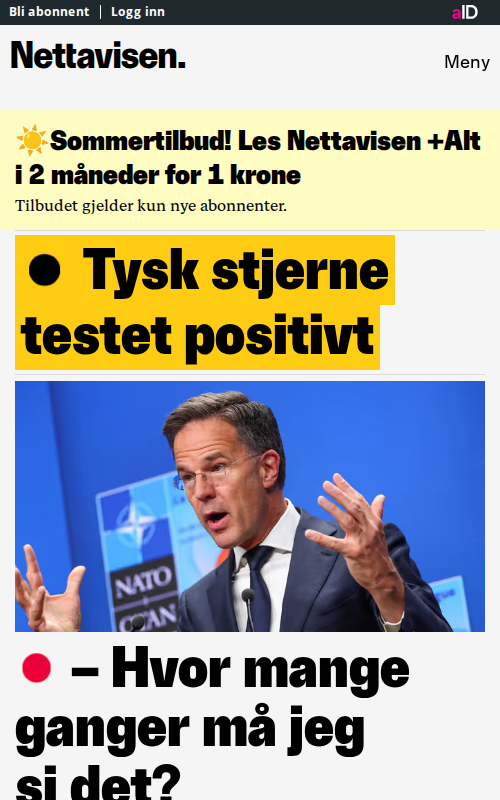 Bli abonnent | Logg inn
aID
Nettavisen.
Meny
☀️Sommertilbud! Les Nettavisen +Alt
i 2 måneder for 1 krone
Tilbudet gjelder kun nye abonnenter.
Tysk stjerne
testet positivt
NATO
OTAN
– Hvor mange
ganger må jeg
si det?